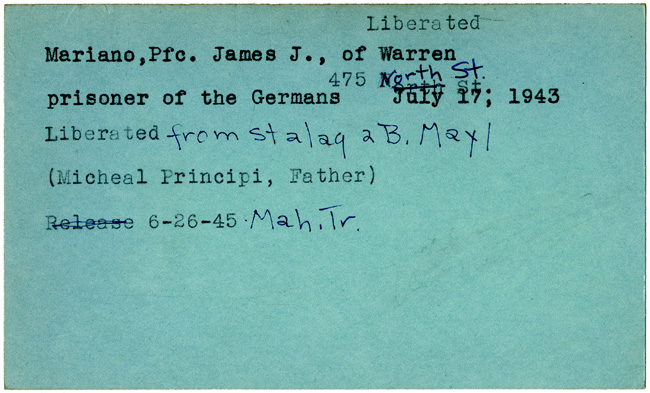 Liberated
Mariano,Pfc. James J., of Warren
475 North St.
prisoner of the Germans July 17; 1943
Liberated from Stalag 2B. May 1
(Micheal Principi, Father)
Release 6-26-45. Mah. Tr.